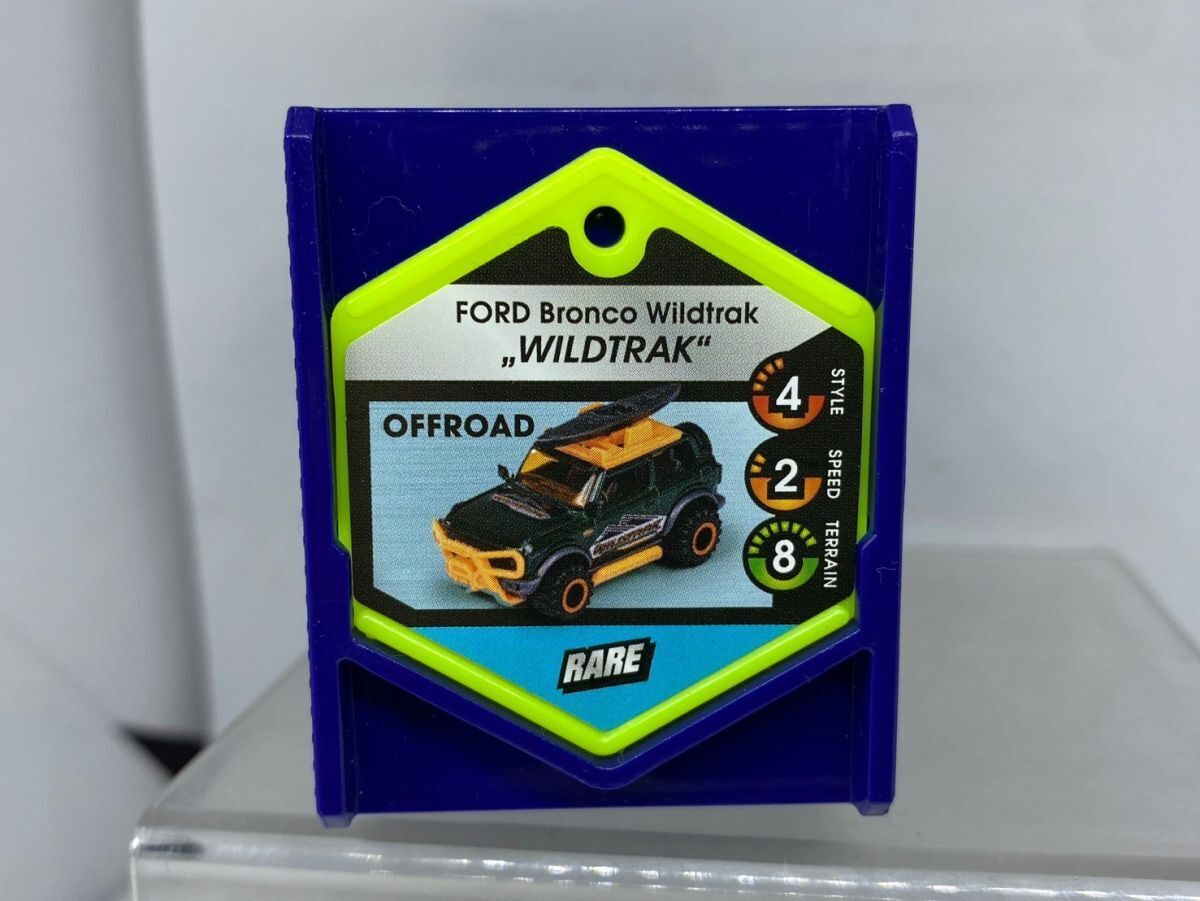 FORD Bronco Wildtrak
„WILDTRAK“
OFFROAD
4 STYLE
2 SPEED
8 TERRAIN
RARE